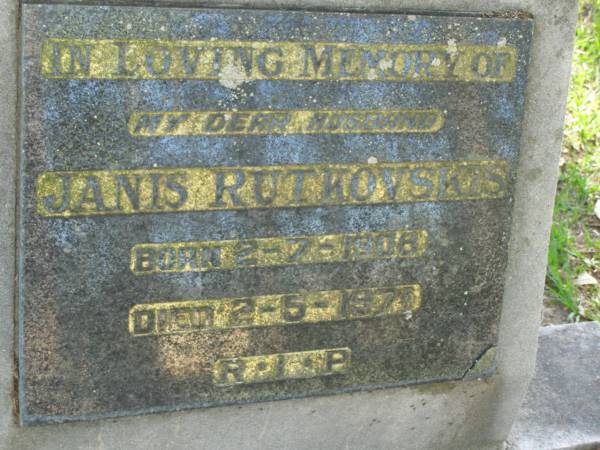 IN LOVING MEMORY OF
MY DEAR HUSBAND
JANIS RUTKOVSKIS
BORN 2-7-1908
DIED 2-5-1971
R·I·P